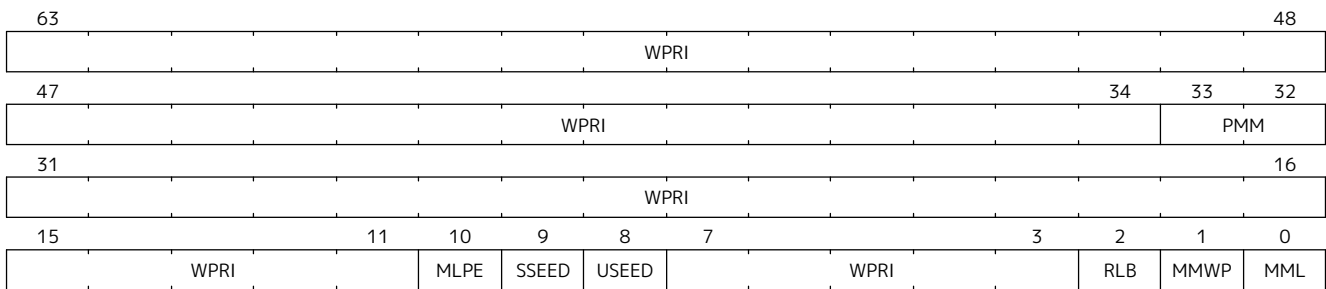 63 48
WPRI
47 34 33 32
WPRI PMM
31 16
WPRI
15 11 10 9 8 7 3 2 1 0
WPRI MLPE SSEED USEED WPRI RLB MMWP MML